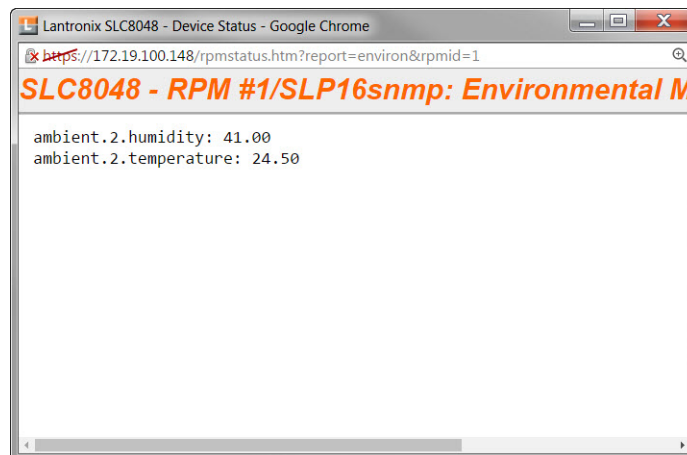 Lantronix SLC8048 - Device Status - Google Chrome
https://172.19.100.148/rpmstatus.htm?report=environ&rpmid=1
SLC8048 - RPM #1/SLP16snmp: Environmental M
ambient.2.humidity: 41.00
ambient.2.temperature: 24.50